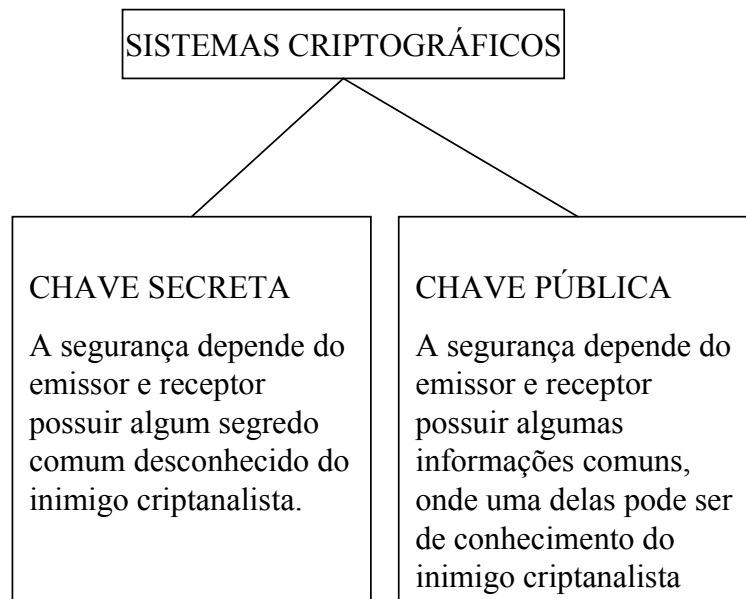 SISTEMAS CRIPTOGRÁFICOS
CHAVE SECRETA
A segurança depende do
emissor e receptor
possuir algum segredo
comum desconhecido do
inimigo criptanalista.
CHAVE PÚBLICA
A segurança depende do
emissor e receptor
possuir algumas
informações comuns,
onde uma delas pode ser
de conhecimento do
inimigo criptanalista